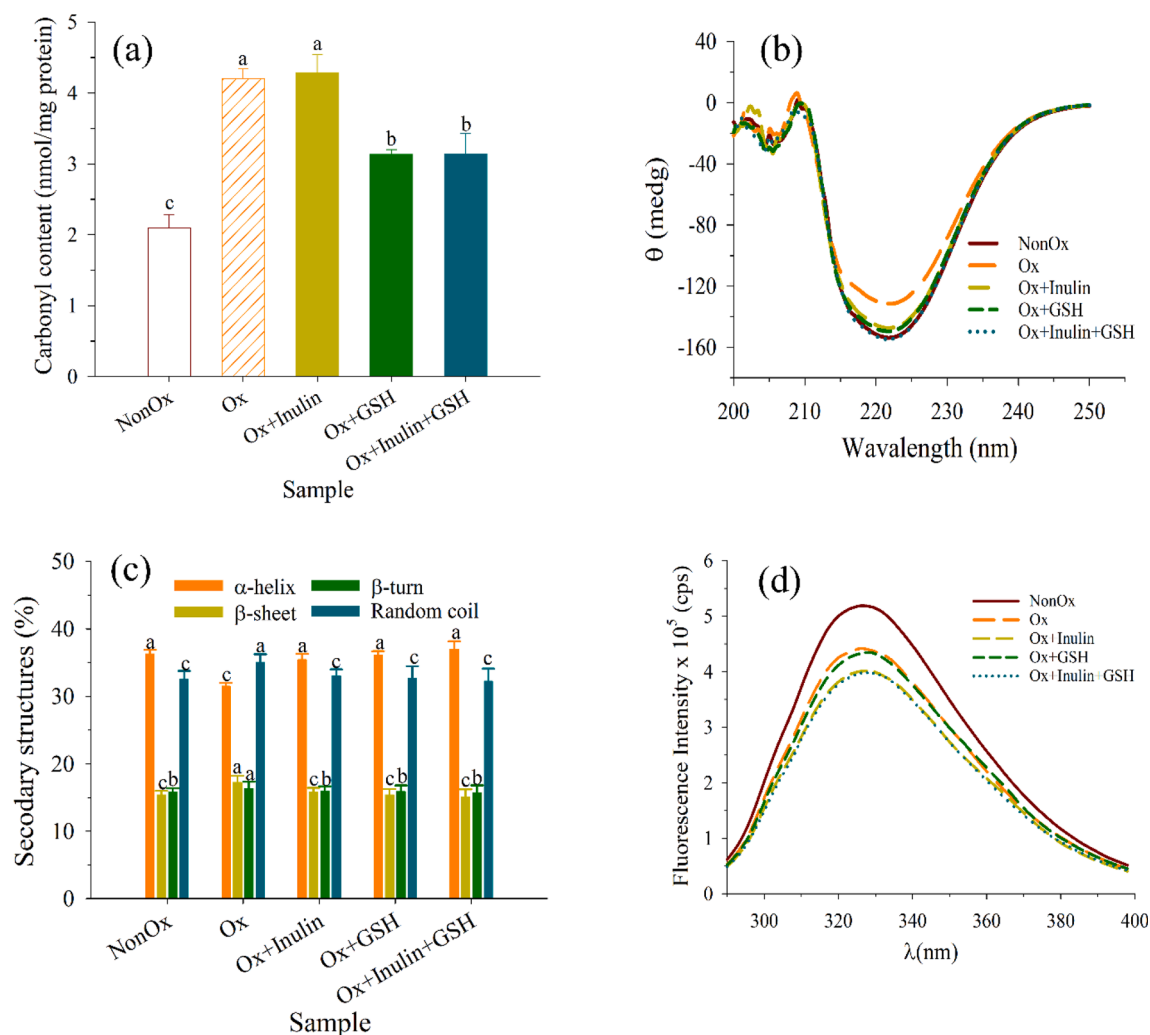 (a)
Carbonyl content (nmol/mg protein)
5
4
3
2
1
0
c
a
a
b
b
NonOx
Ox
Ox+Inulin
Ox+GSH
Ox+Inulin+GSH
Sample
(b)
θ (medg)
40
0
-40
-80
-120
-160
NonOx
Ox
Ox+Inulin
Ox+GSH
Ox+Inulin+GSH
200 210 220 230 240 250
Wavelength (nm)
(c)
Secodary structures (%)
50
40
30
20
10
0
α-helix β-turn
β-sheet Random coil
a c b c
c a a a
a c b c
a c b c
a c b c
NonOx
Ox
Ox+Inulin
Ox+GSH
Ox+Inulin+GSH
Sample
(d)
Fluorescence Intensity x 10⁵ (cps)
6
5
4
3
2
1
0
NonOx
Ox
Ox+Inulin
Ox+GSH
Ox+Inulin+GSH
300 320 340 360 380 400
λ(nm)